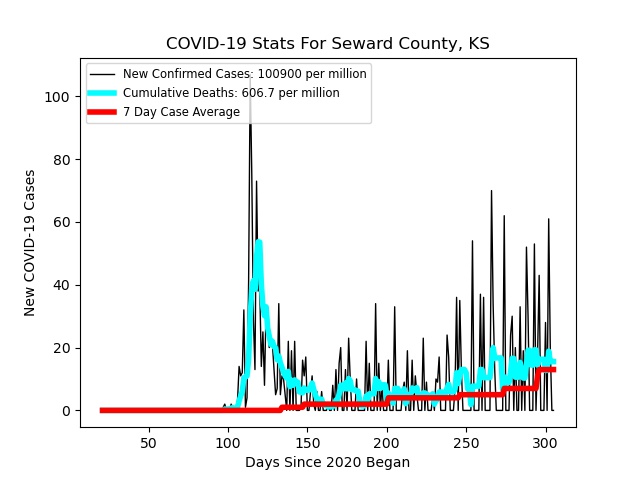 COVID-19 Stats For Seward County, KS
New Confirmed Cases: 100900 per million
Cumulative Deaths: 606.7 per million
7 Day Case Average
New COVID-19 Cases
100
80
60
40
20
0
50 100 150 200 250 300
Days Since 2020 Began